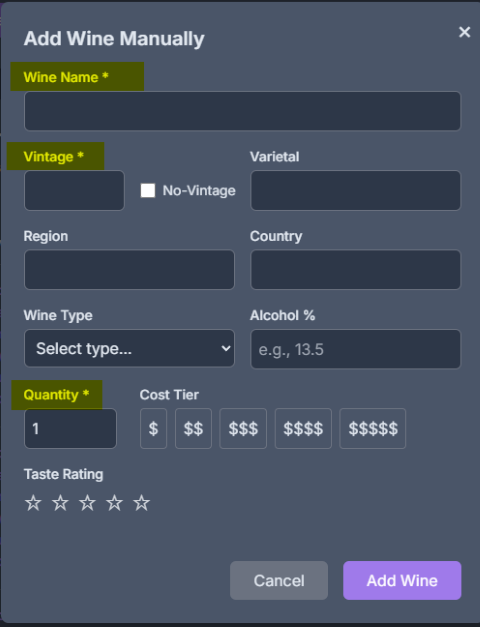 Add Wine Manually ×
Wine Name *
Vintage * Varietal
No-Vintage
Region Country
Wine Type Alcohol %
Select type... e.g., 13.5
Quantity * Cost Tier
1 $ $$ $$$ $$$$ $$$$$
Taste Rating
Cancel Add Wine